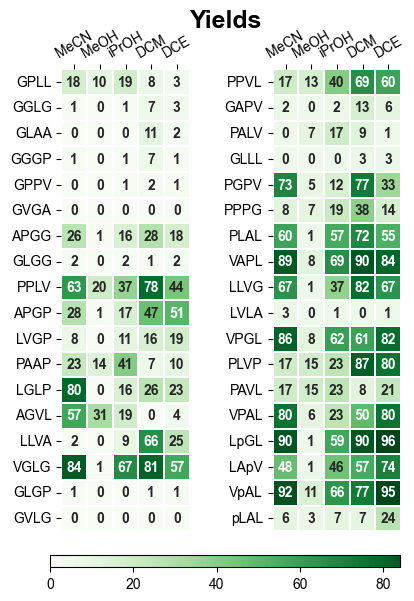 Yields
MeCN MeOH iPrOH DCM DCE MeCN MeOH iPrOH DCM DCE
GPLL 18 10 19 8 3 PPVL 17 13 40 69 60
GGLG 1 0 1 7 3 GAPV 2 0 2 13 6
GLAA 0 0 0 11 2 PALV 0 7 17 9 1
GGGP 1 0 1 7 1 GLLL 0 0 0 3 3
GPPV 0 0 1 2 1 PGPV 73 5 12 77 33
GVGA 0 0 0 0 0 PPPG 8 7 19 38 14
APGG 26 1 16 28 18 PLAL 60 1 57 72 55
GLGG 2 0 2 1 2 VAPL 89 8 69 90 84
PPLV 63 20 37 78 44 LLVG 67 1 37 82 67
APGP 28 1 17 47 51 LVLA 3 0 1 0 1
LVGP 8 0 11 16 19 VPGL 86 8 62 61 82
PAAP 23 14 41 7 10 PLVP 17 15 23 87 80
LGLP 80 0 16 26 23 PAVL 17 15 23 8 21
AGVL 57 31 19 0 4 VPAL 80 6 23 50 80
LLVA 2 0 9 66 25 LpGL 90 1 59 90 96
VGLG 84 1 67 81 57 LApV 48 1 46 57 74
GLGP 1 0 0 1 1 VpAL 92 11 66 77 95
GVLG 0 0 0 0 0 pLAL 6 3 7 7 24
0 20 40 60 80